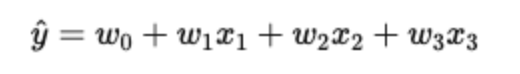 ŷ = w₀ + w₁x₁ + w₂x₂ + w₃x₃